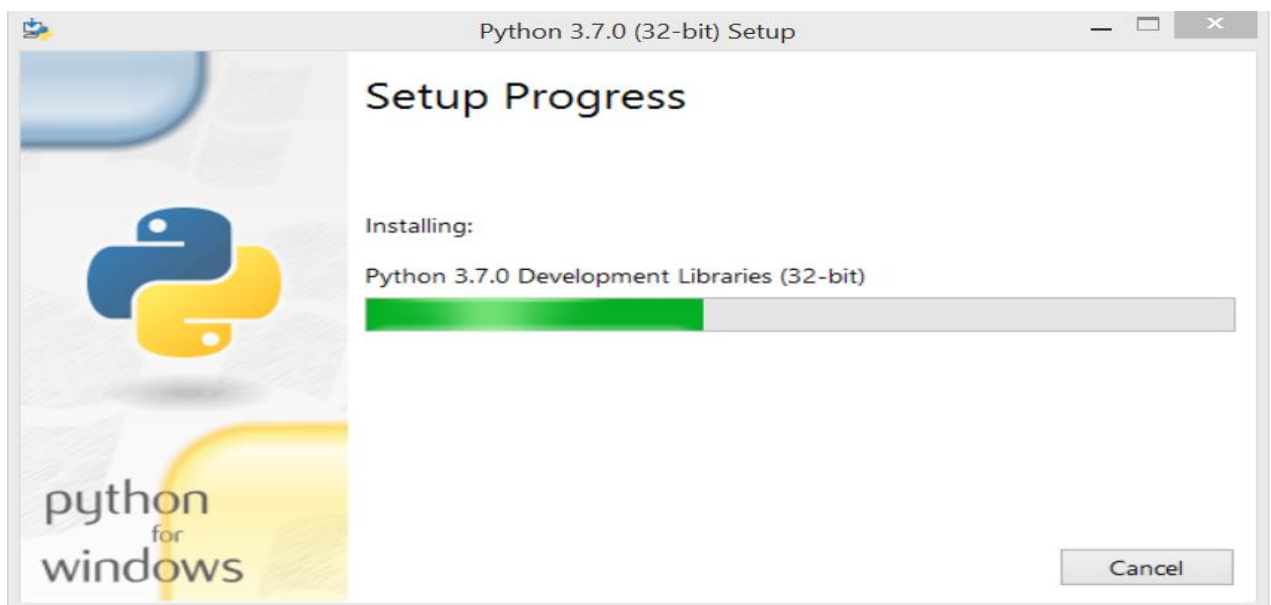 Python 3.7.0 (32-bit) Setup
Setup Progress
Installing:
Python 3.7.0 Development Libraries (32-bit)
python
for
windows
Cancel